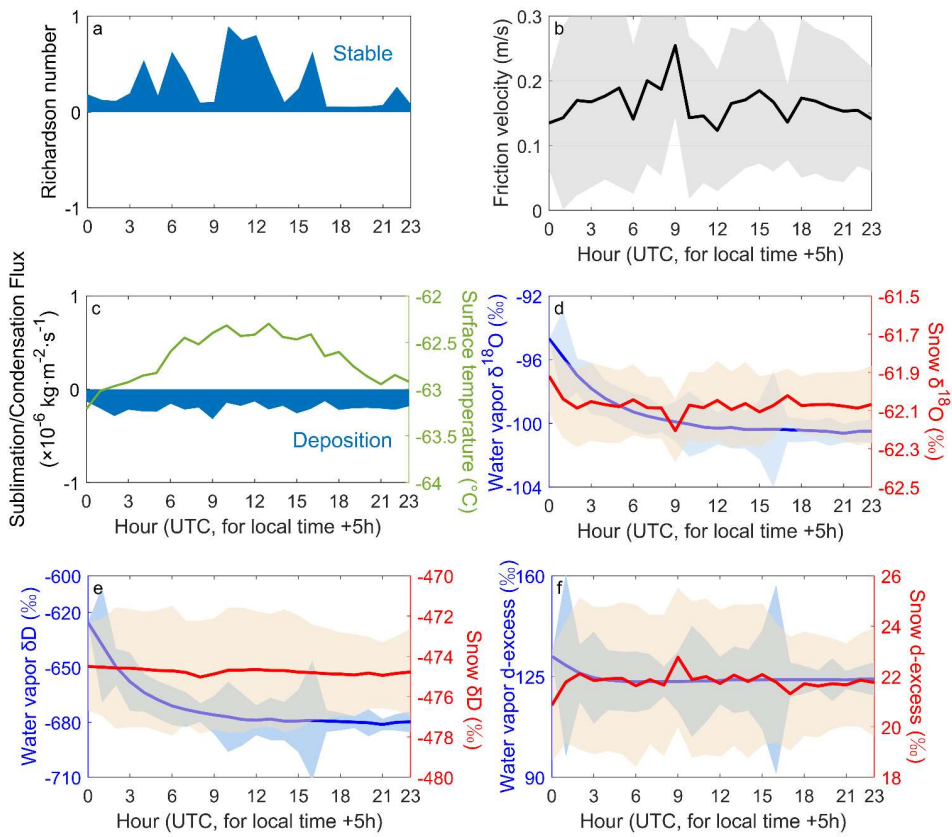 a
Stable
Richardson number
1
0
-1
0 3 6 9 12 15 18 21 23
b
Friction velocity (m/s)
0.3
0.2
0.1
0
0 3 6 9 12 15 18 21 23
Hour (UTC, for local time +5h)
c
Sublimation/Condensation Flux
(×10⁻⁶ kg·m⁻²·s⁻¹)
1
0
-1
Deposition
-62
-62.5
-63
-63.5
-64
Surface temperature (°C)
0 3 6 9 12 15 18 21 23
Hour (UTC, for local time +5h)
d
Water vapor δ¹⁸O (‰)
-92
-96
-100
-104
-61.5
-61.7
-61.9
-62.1
-62.3
-62.5
Snow δ¹⁸O (‰)
0 3 6 9 12 15 18 21 23
Hour (UTC, for local time +5h)
e
Water vapor δD (‰)
-600
-620
-650
-680
-710
-470
-472
-475
-477
-480
Snow δD (‰)
0 3 6 9 12 15 18 21 23
Hour (UTC, for local time +5h)
f
Water vapor d-excess (‰)
160
125
90
26
24
22
20
18
Snow d-excess (‰)
0 3 6 9 12 15 18 21 23
Hour (UTC, for local time +5h)